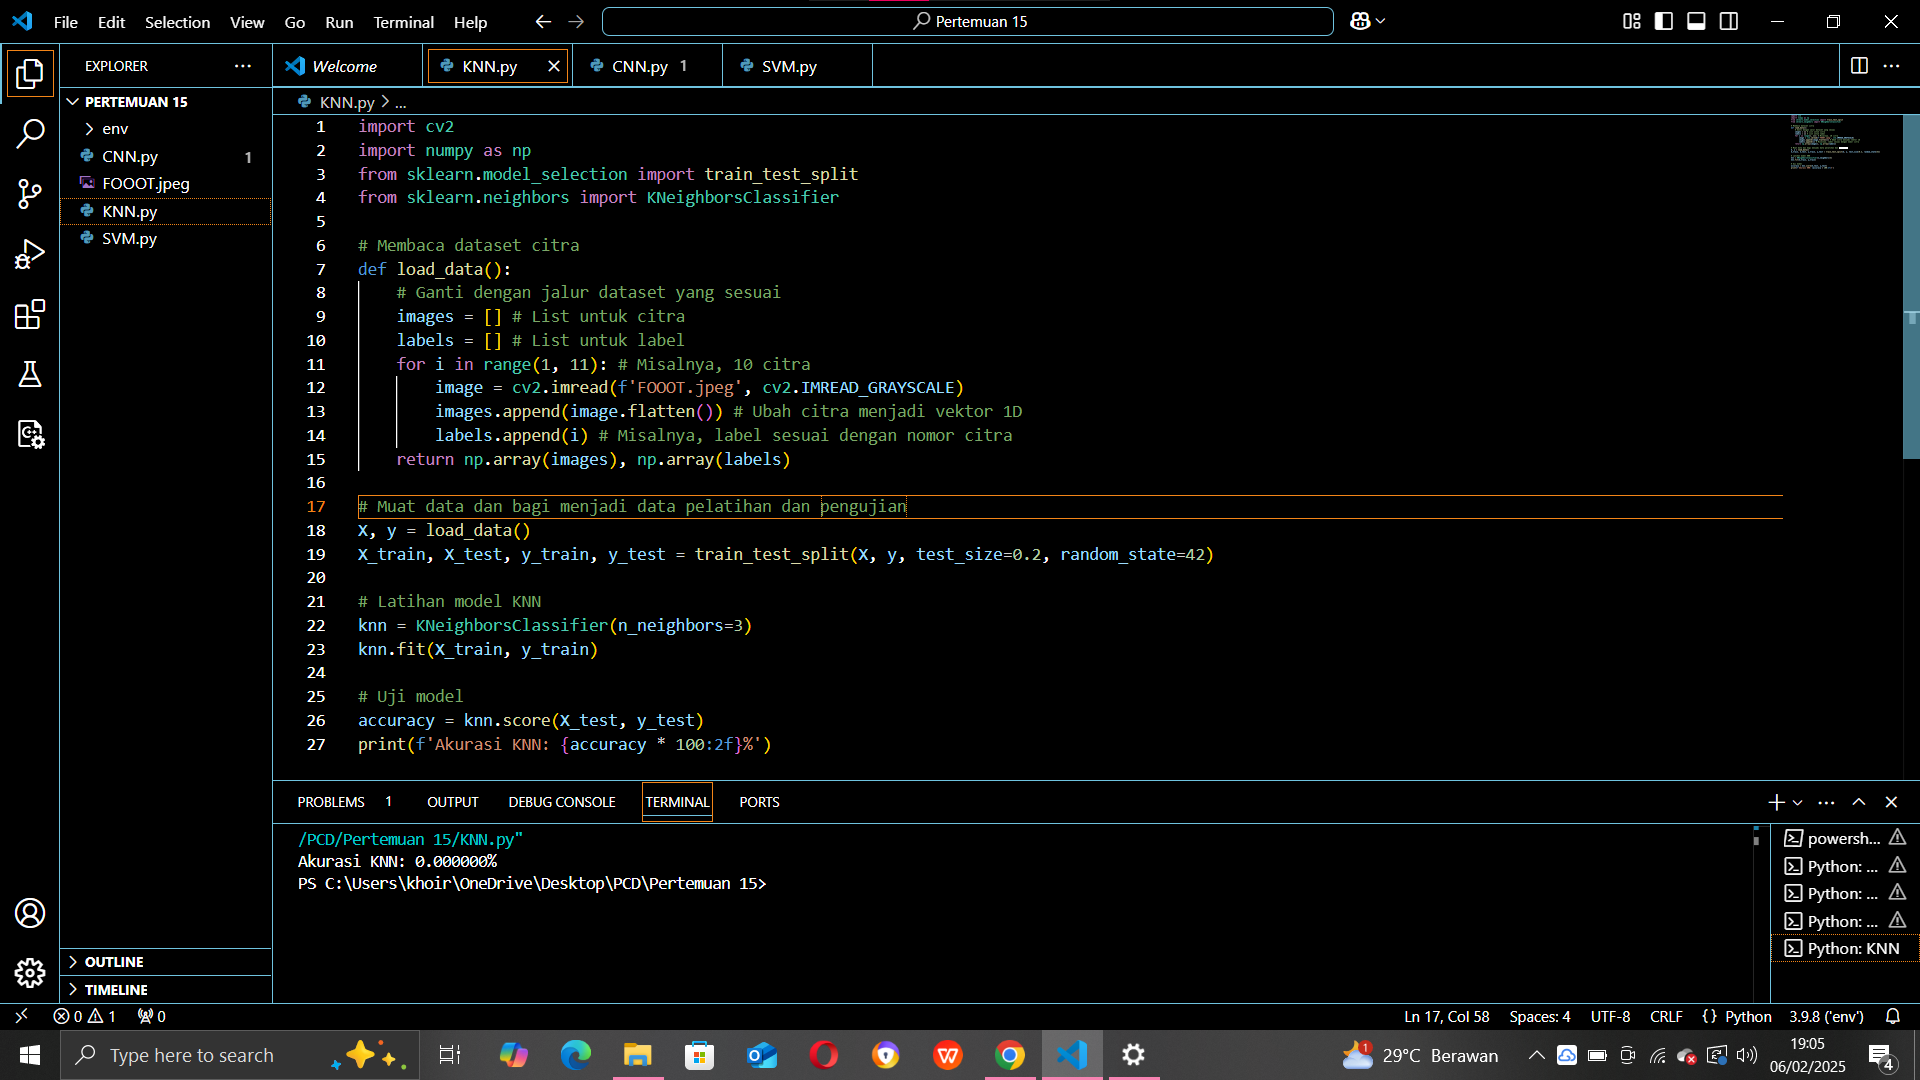 File Edit Selection View Go Run Terminal Help
Pertemuan 15
EXPLORER
Welcome
KNN.py
CNN.py 1
SVM.py
PERTEMUAN 15
env
CNN.py 1
FOOOT.jpeg
KNN.py
SVM.py
OUTLINE
TIMELINE
KNN.py > ...
1 import cv2
2 import numpy as np
3 from sklearn.model_selection import train_test_split
4 from sklearn.neighbors import KNeighborsClassifier
5
6 # Membaca dataset citra
7 def load_data():
8 # Ganti dengan jalur dataset yang sesuai
9 images = [] # List untuk citra
10 labels = [] # List untuk label
11 for i in range(1, 11): # Misalnya, 10 citra
12 image = cv2.imread(f'FOOOT.jpeg', cv2.IMREAD_GRAYSCALE)
13 images.append(image.flatten()) # Ubah citra menjadi vektor 1D
14 labels.append(i) # Misalnya, label sesuai dengan nomor citra
15 return np.array(images), np.array(labels)
16
17 # Muat data dan bagi menjadi data pelatihan dan pengujian
18 X, y = load_data()
19 X_train, X_test, y_train, y_test = train_test_split(X, y, test_size=0.2, random_state=42)
20
21 # Latihan model KNN
22 knn = KNeighborsClassifier(n_neighbors=3)
23 knn.fit(X_train, y_train)
24
25 # Uji model
26 accuracy = knn.score(X_test, y_test)
27 print(f'Akurasi KNN: {accuracy * 100:2f}%')
PROBLEMS 1 OUTPUT DEBUG CONSOLE TERMINAL PORTS
/PCD/Pertemuan 15/KNN.py"
Akurasi KNN: 0.000000%
PS C:\Users\khoir\OneDrive\Desktop\PCD\Pertemuan 15>
powersh...
Python: ...
Python: ...
Python: ...
Python: KNN
0 1 0
Ln 17, Col 58 Spaces: 4 UTF-8 CRLF {} Python 3.9.8 ('env')
Type here to search
1
29°C Berawan
19:05
06/02/2025
4